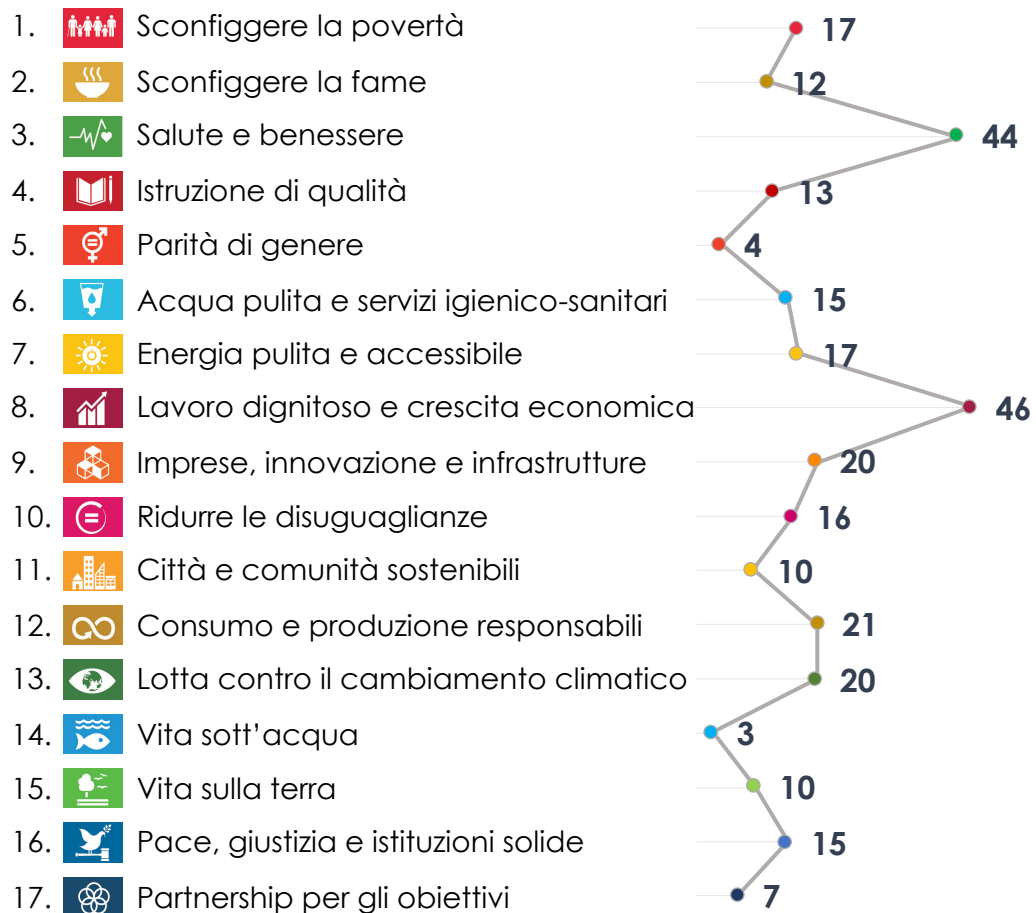 1. Sconfiggere la povertà 17
2. Sconfiggere la fame 12
3. Salute e benessere 44
4. Istruzione di qualità 13
5. Parità di genere 4
6. Acqua pulita e servizi igienico-sanitari 15
7. Energia pulita e accessibile 17
8. Lavoro dignitoso e crescita economica 46
9. Imprese, innovazione e infrastrutture 20
10. Ridurre le disuguaglianze 16
11. Città e comunità sostenibili 10
12. Consumo e produzione responsabili 21
13. Lotta contro il cambiamento climatico 20
14. Vita sott’acqua 3
15. Vita sulla terra 10
16. Pace, giustizia e istituzioni solide 15
17. Partnership per gli obiettivi 7